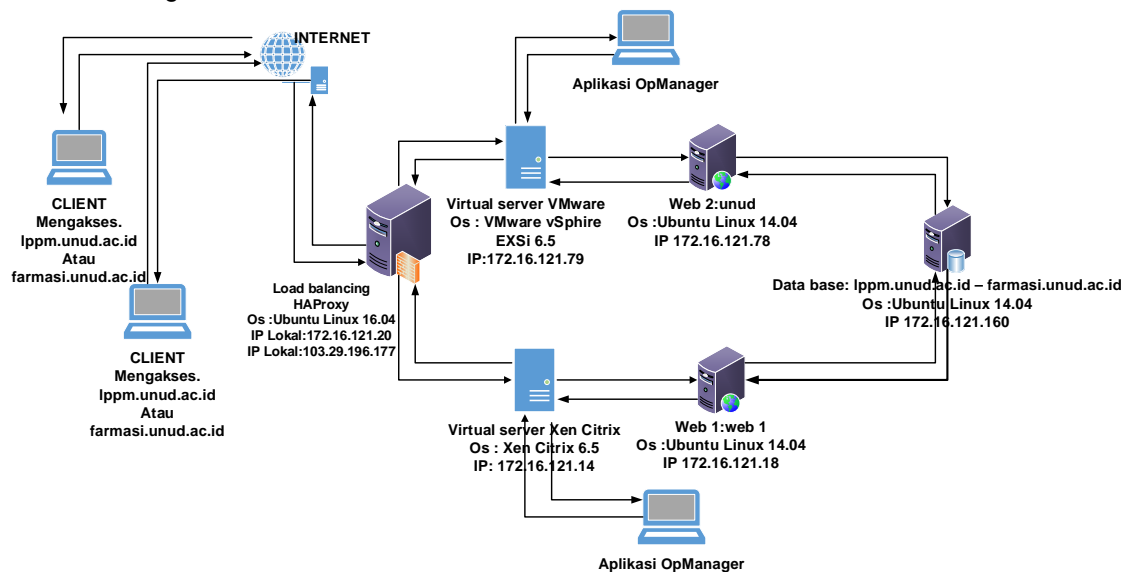 INTERNET
Aplikasi OpManager
CLIENT
Mengakses.
lppm.unud.ac.id
Atau
farmasi.unud.ac.id
CLIENT
Mengakses.
lppm.unud.ac.id
Atau
farmasi.unud.ac.id
Load balancing
HAProxy
Os :Ubuntu Linux 16.04
IP Lokal:172.16.121.20
IP Lokal:103.29.196.177
Virtual server VMware
Os : VMware vSphire
EXSi 6.5
IP:172.16.121.79
Web 2:unud
Os :Ubuntu Linux 14.04
IP 172.16.121.78
Data base: lppm.unud.ac.id – farmasi.unud.ac.id
Os :Ubuntu Linux 14.04
IP 172.16.121.160
Virtual server Xen Citrix
Os : Xen Citrix 6.5
IP: 172.16.121.14
Web 1:web 1
Os :Ubuntu Linux 14.04
IP 172.16.121.18
Aplikasi OpManager